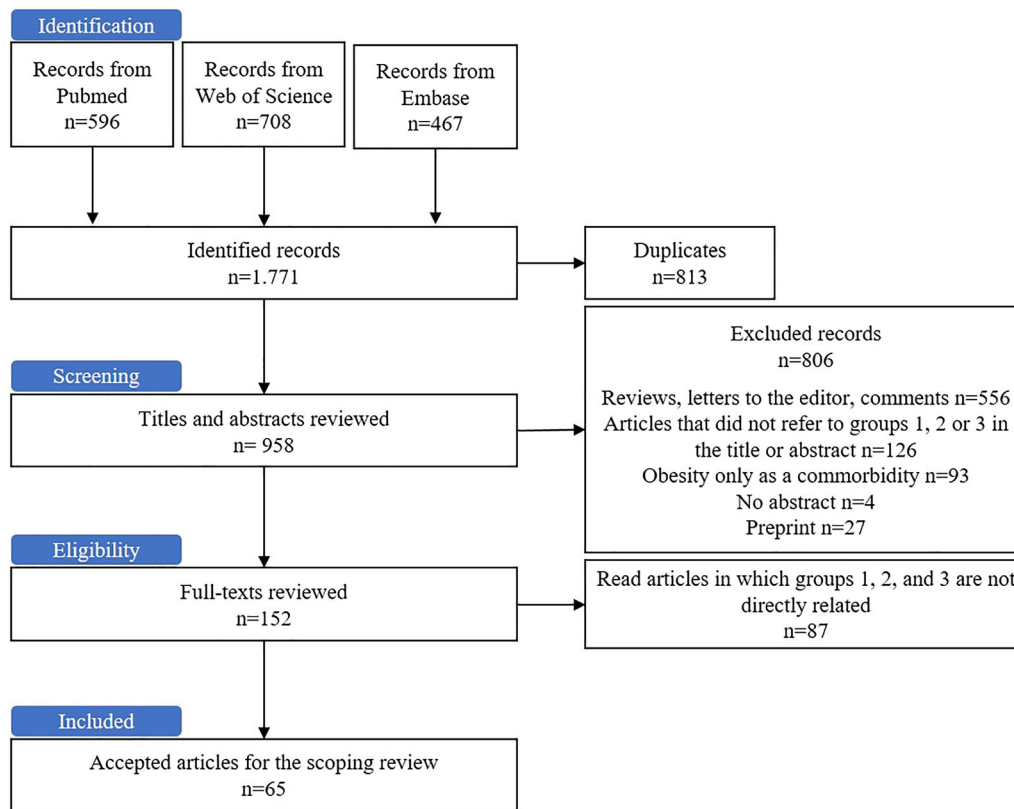 Identification
Records from
Pubmed
n=596
Records from
Web of Science
n=708
Records from
Embase
n=467
Identified records
n=1.771
Duplicates
n=813
Screening
Titles and abstracts reviewed
n= 958
Excluded records
n=806
Reviews, letters to the editor, comments n=556
Articles that did not refer to groups 1, 2 or 3 in
the title or abstract n=126
Obesity only as a commorbidity n=93
No abstract n=4
Preprint n=27
Eligibility
Full-texts reviewed
n=152
Read articles in which groups 1, 2, and 3 are not
directly related
n=87
Included
Accepted articles for the scoping review
n=65